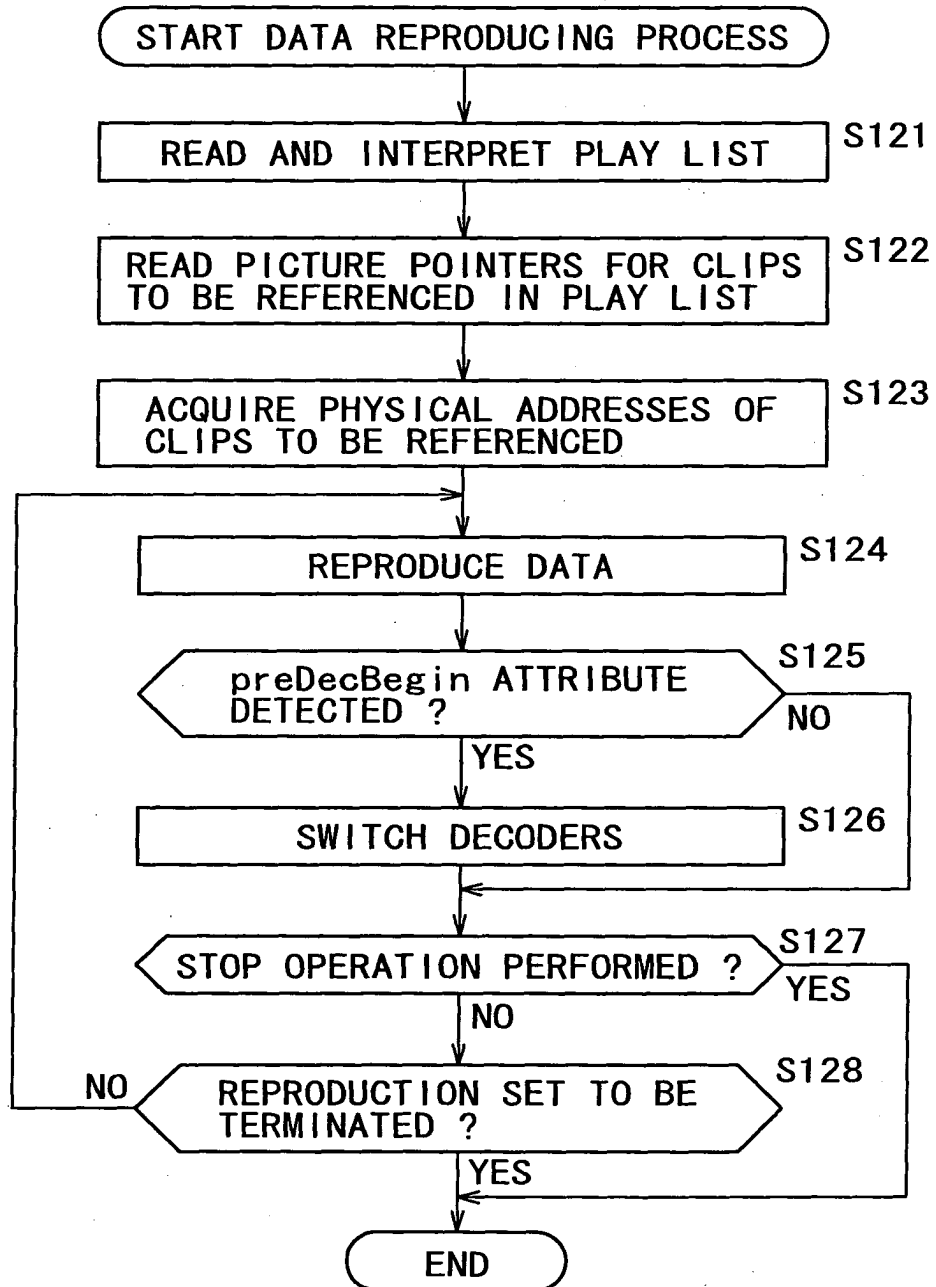 START DATA REPRODUCING PROCESS
S121
READ AND INTERPRET PLAY LIST
S122
READ PICTURE POINTERS FOR CLIPS
TO BE REFERENCED IN PLAY LIST
S123
ACQUIRE PHYSICAL ADDRESSES OF
CLIPS TO BE REFERENCED
S124
REPRODUCE DATA
S125
preDecBegin ATTRIBUTE
DETECTED ?
NO
YES
S126
SWITCH DECODERS
S127
STOP OPERATION PERFORMED ?
YES
NO
S128
NO
REPRODUCTION SET TO BE
TERMINATED ?
YES
END